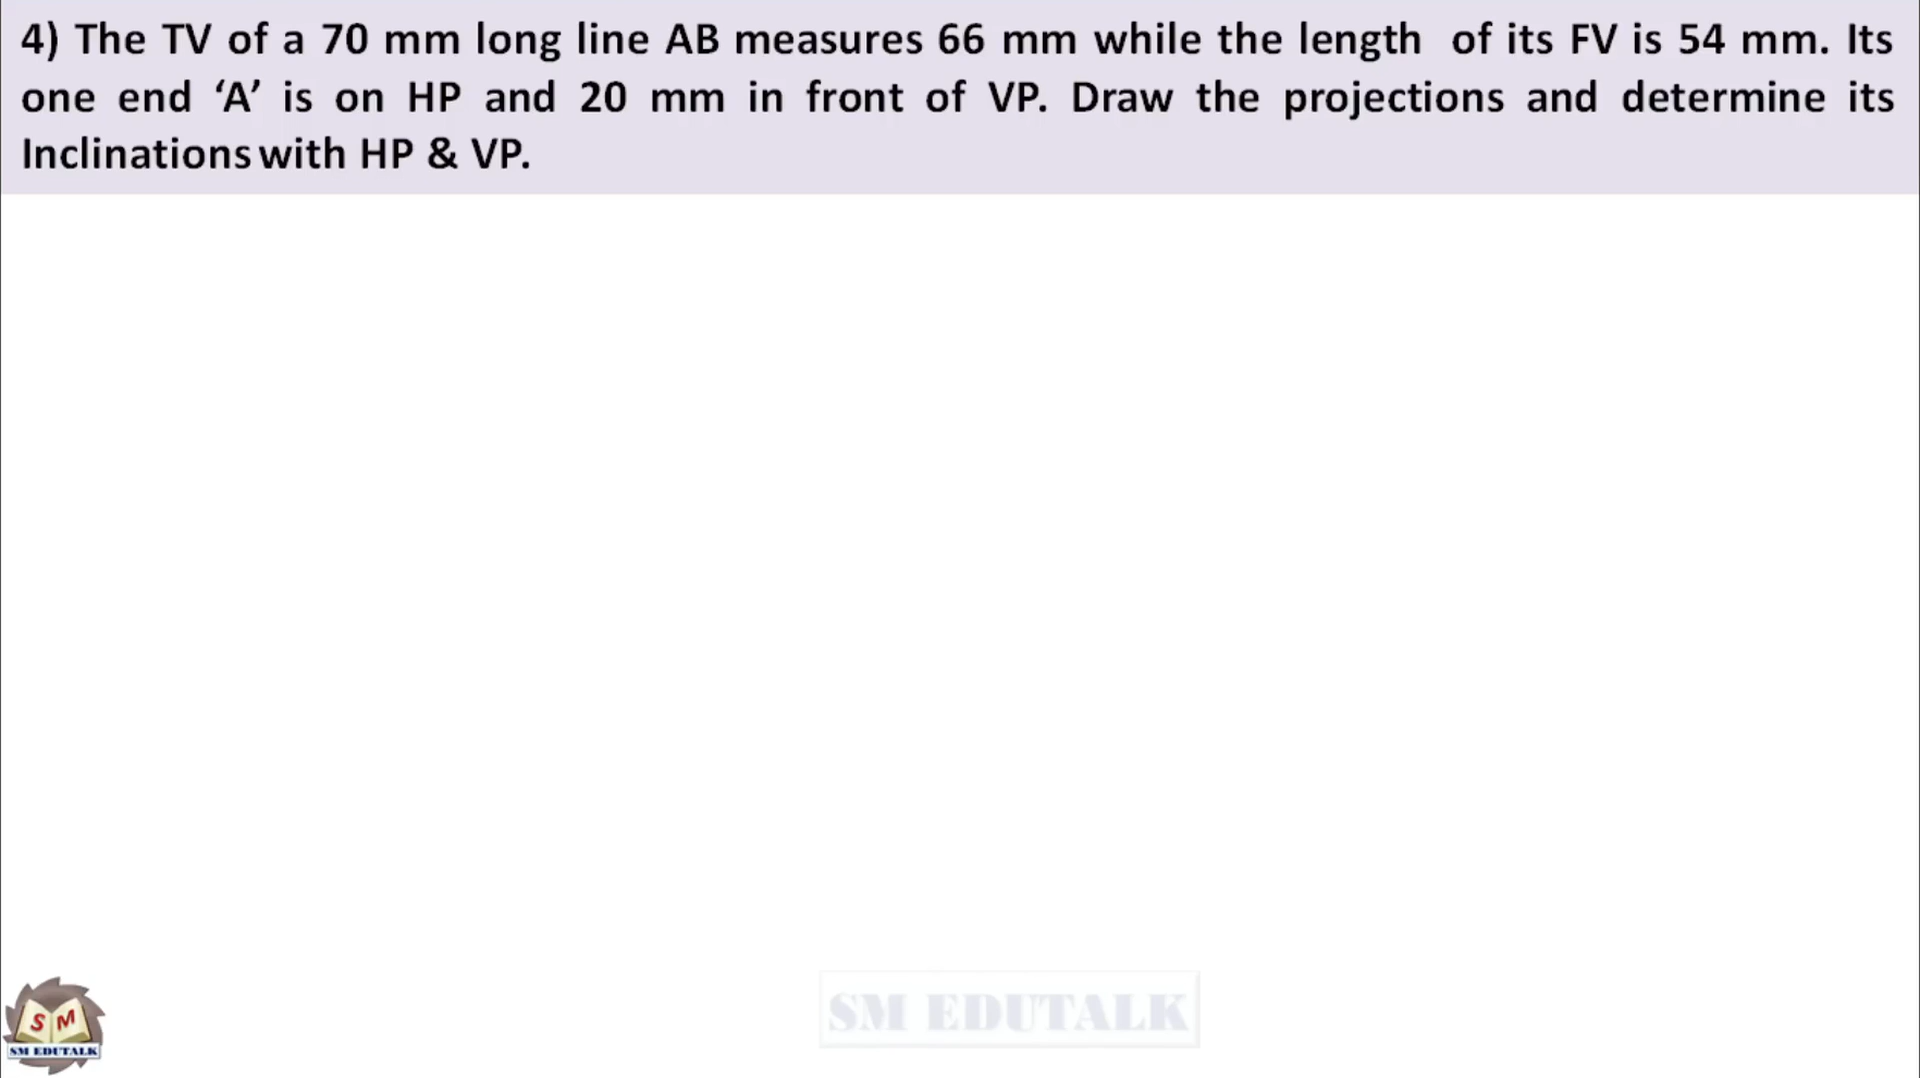 4) The TV of a 70 mm long line AB measures 66 mm while the length of its FV is 54 mm. Its
one end ‘A’ is on HP and 20 mm in front of VP. Draw the projections and determine its
Inclinations with HP & VP.
SM EDUTALK
S M
SM EDUTALK